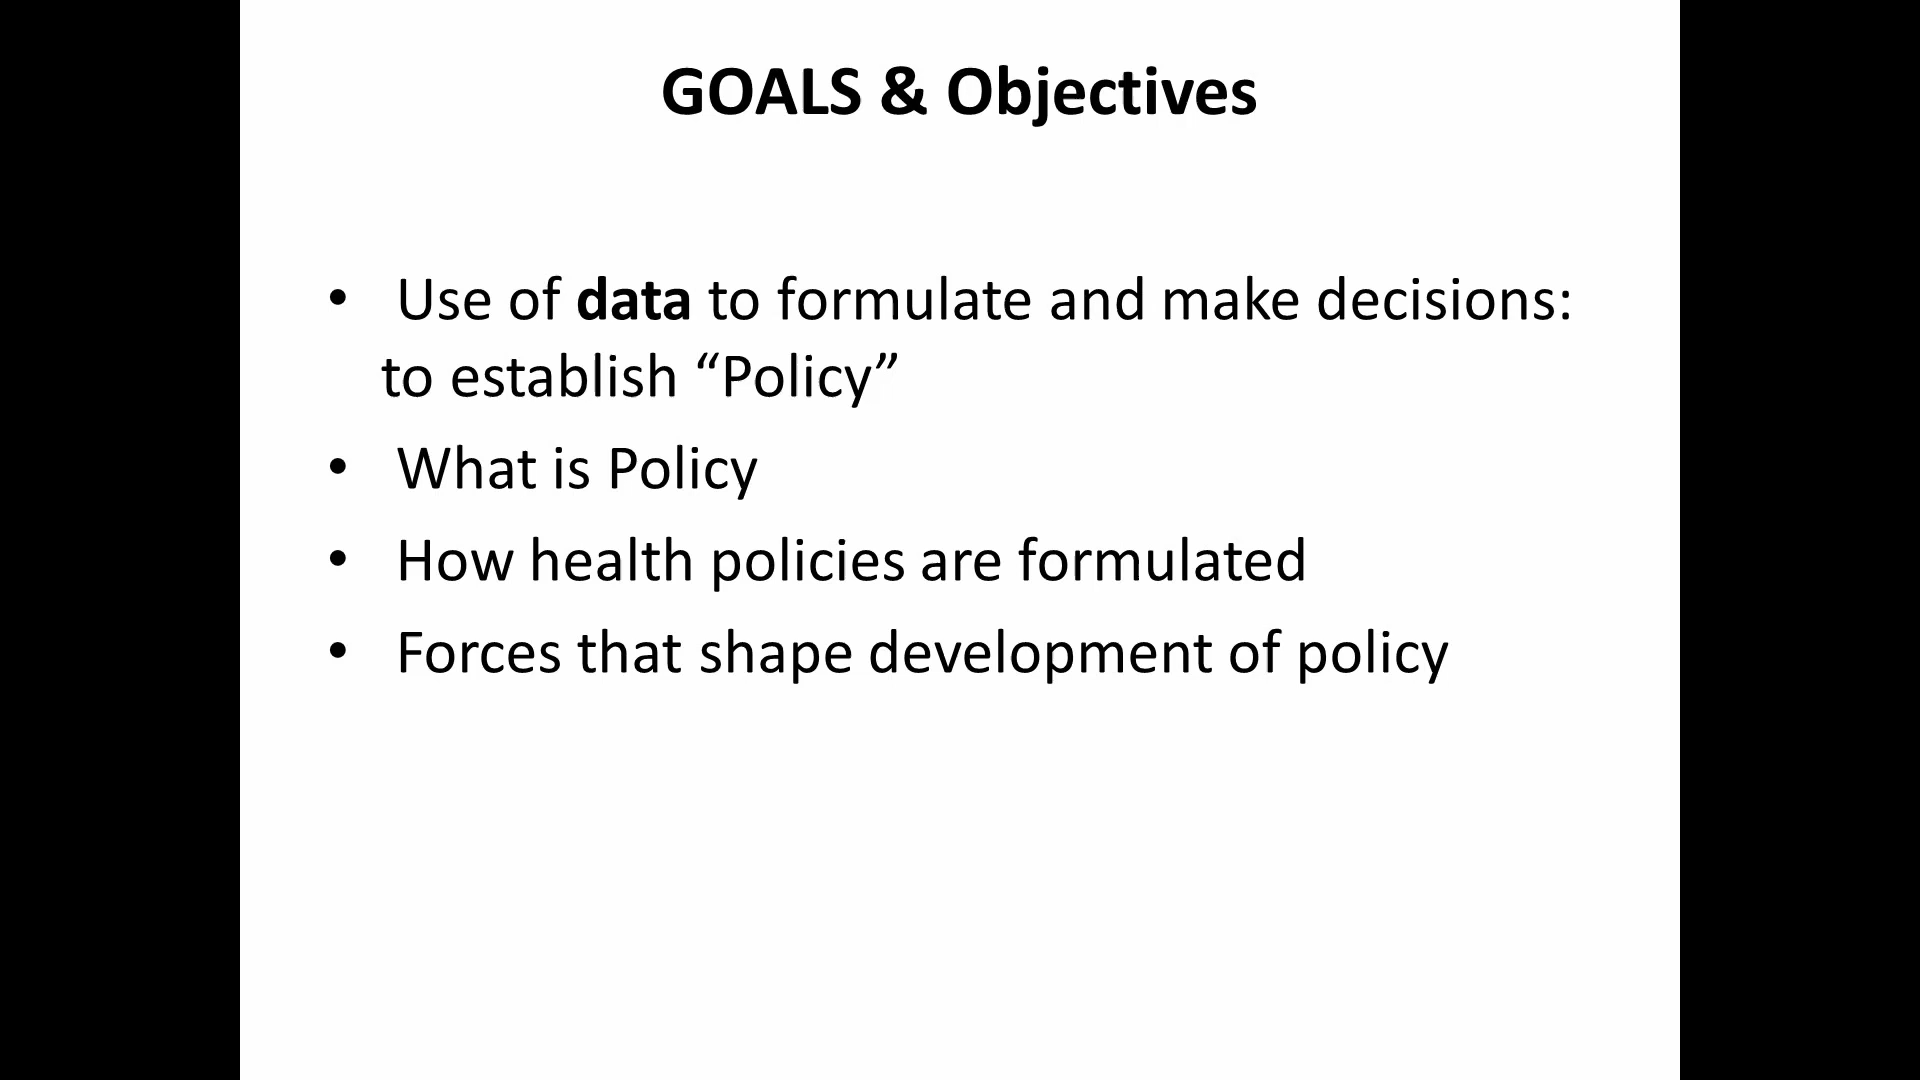 GOALS & Objectives
• Use of data to formulate and make decisions:
to establish “Policy”
• What is Policy
• How health policies are formulated
• Forces that shape development of policy